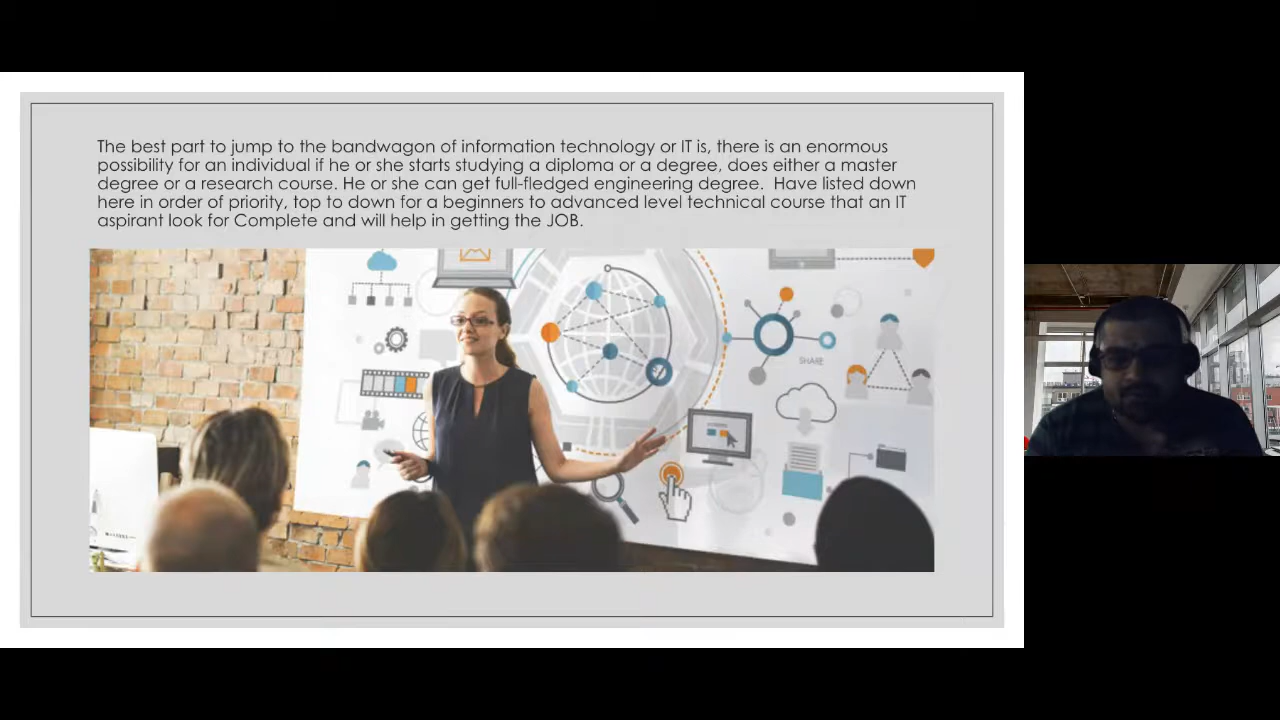 The best part to jump to the bandwagon of information technology or IT is, there is an enormous
possibility for an individual if he or she starts studying a diploma or a degree, does either a master
degree or a research course. He or she can get full-fledged engineering degree.  Have listed down
here in order of priority, top to down for a beginners to advanced level technical course that an IT
aspirant look for Complete and will help in getting the JOB.
SHARE